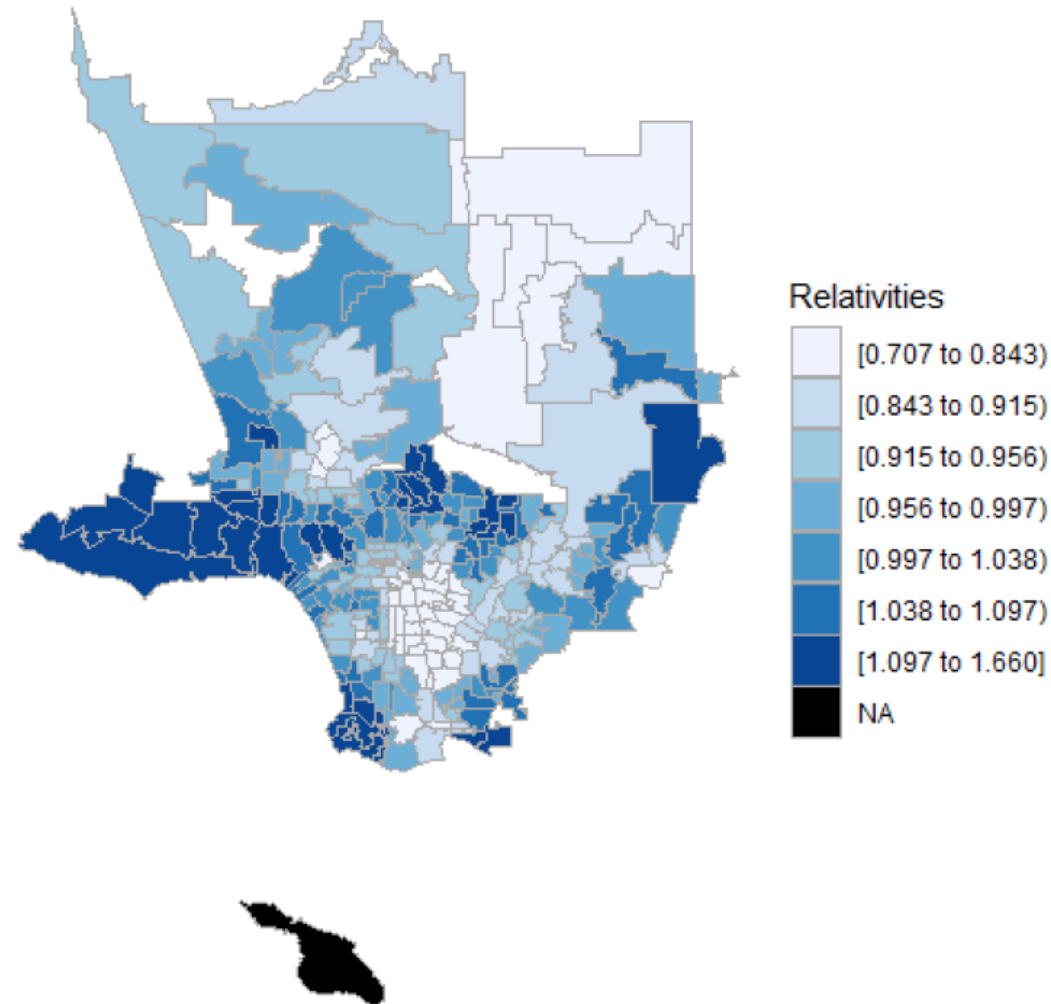 Relativities
[0.707 to 0.843)
[0.843 to 0.915)
[0.915 to 0.956)
[0.956 to 0.997)
[0.997 to 1.038)
[1.038 to 1.097)
[1.097 to 1.660]
NA